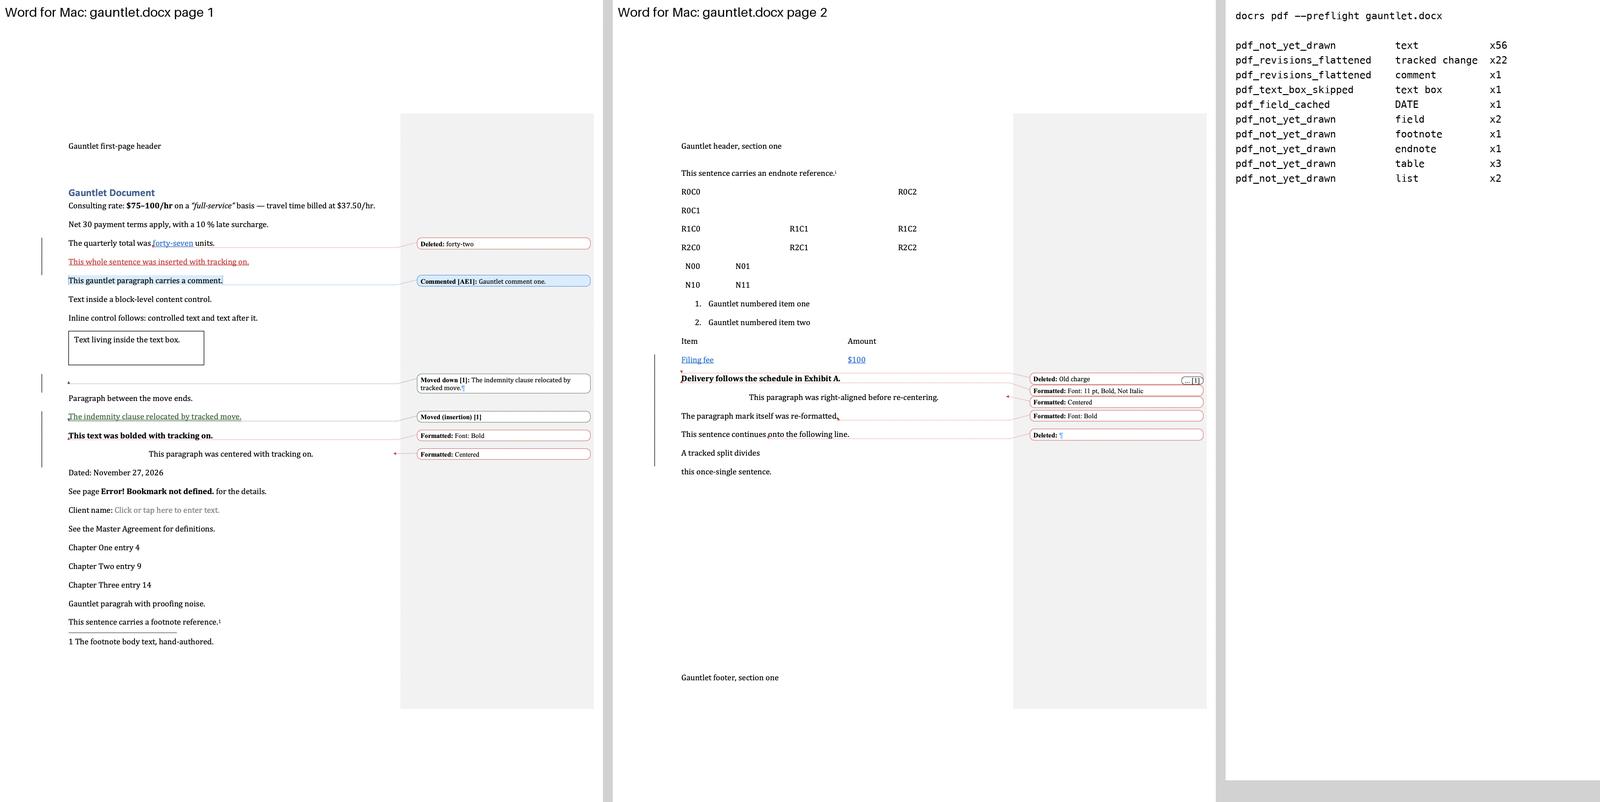 Word for Mac: gauntlet.docx page 1
Gauntlet first-page header
Gauntlet Document
Consulting rate: $75–100/hr on a "full-service" basis — travel time billed at $37.50/hr.
Net 30 payment terms apply, with a 10 % late surcharge.
The quarterly total was forty-seven units.
Deleted: forty-two
This whole sentence was inserted with tracking on.
This gauntlet paragraph carries a comment.
Commented [AE1]: Gauntlet comment one.
Text inside a block-level content control.
Inline control follows: controlled text and text after it.
Text living inside the text box.
Moved down [1]: The indemnity clause relocated by
tracked move.¶
Paragraph between the move ends.
The indemnity clause relocated by tracked move.
Moved (insertion) [1]
This text was bolded with tracking on.
Formatted: Font: Bold
This paragraph was centered with tracking on.
Formatted: Centered
Dated: November 27, 2026
See page Error! Bookmark not defined. for the details.
Client name: Click or tap here to enter text.
See the Master Agreement for definitions.
Chapter One entry 4
Chapter Two entry 9
Chapter Three entry 14
Gauntlet paragrah with proofing noise.
This sentence carries a footnote reference.1
1 The footnote body text, hand-authored.
Word for Mac: gauntlet.docx page 2
Gauntlet header, section one
This sentence carries an endnote reference.i
R0C0 R0C2
R0C1
R1C0 R1C1 R1C2
R2C0 R2C1 R2C2
N00 N01
N10 N11
1. Gauntlet numbered item one
2. Gauntlet numbered item two
Item Amount
Filing fee $100
Delivery follows the schedule in Exhibit A.
Deleted: Old charge ... [1]
Formatted: Font: 11 pt, Bold, Not Italic
This paragraph was right-aligned before re-centering.
Formatted: Centered
The paragraph mark itself was re-formatted.
Formatted: Font: Bold
This sentence continues onto the following line.
Deleted: ¶
A tracked split divides
this once-single sentence.
Gauntlet footer, section one
docrs pdf --preflight gauntlet.docx
pdf_not_yet_drawn text x56
pdf_revisions_flattened tracked change x22
pdf_revisions_flattened comment x1
pdf_text_box_skipped text box x1
pdf_field_cached DATE x1
pdf_not_yet_drawn field x2
pdf_not_yet_drawn footnote x1
pdf_not_yet_drawn endnote x1
pdf_not_yet_drawn table x3
pdf_not_yet_drawn list x2